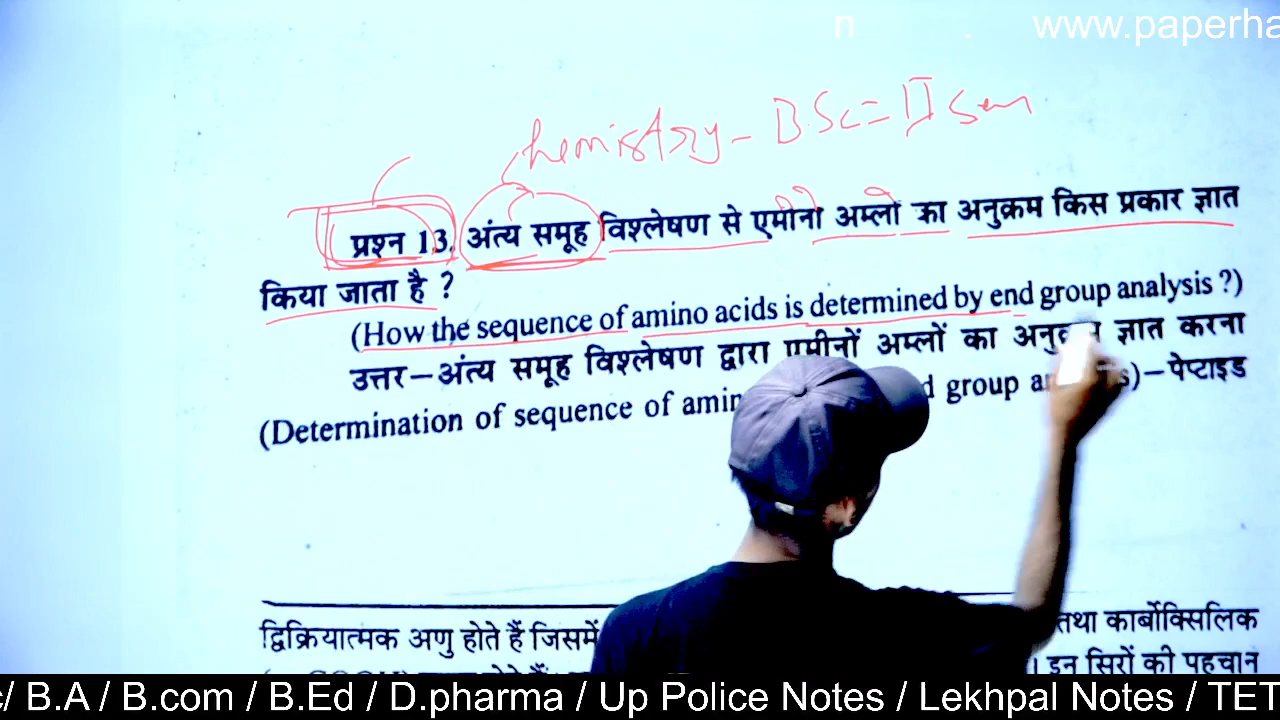 n . www.paperha
Chemistry - B.Sc = II Sem
प्रश्न 13. अंत्य समूह विश्लेषण से एमीनो अम्लों का अनुक्रम किस प्रकार ज्ञात
किया जाता है ?
(How the sequence of amino acids is determined by end group analysis ?)
उत्तर–अंत्य समूह विश्लेषण द्वारा एमीनों अम्लों का ज्ञात करना
(Determination of sequence of amin d group an s)–पेप्टाइड
द्विक्रियात्मक अणु होते हैं जिसमें तथा कार्बोक्सिलिक
। इन सिरों की पहचान
c/ B.A / B.com / B.Ed / D.pharma / Up Police Notes / Lekhpal Notes / TET